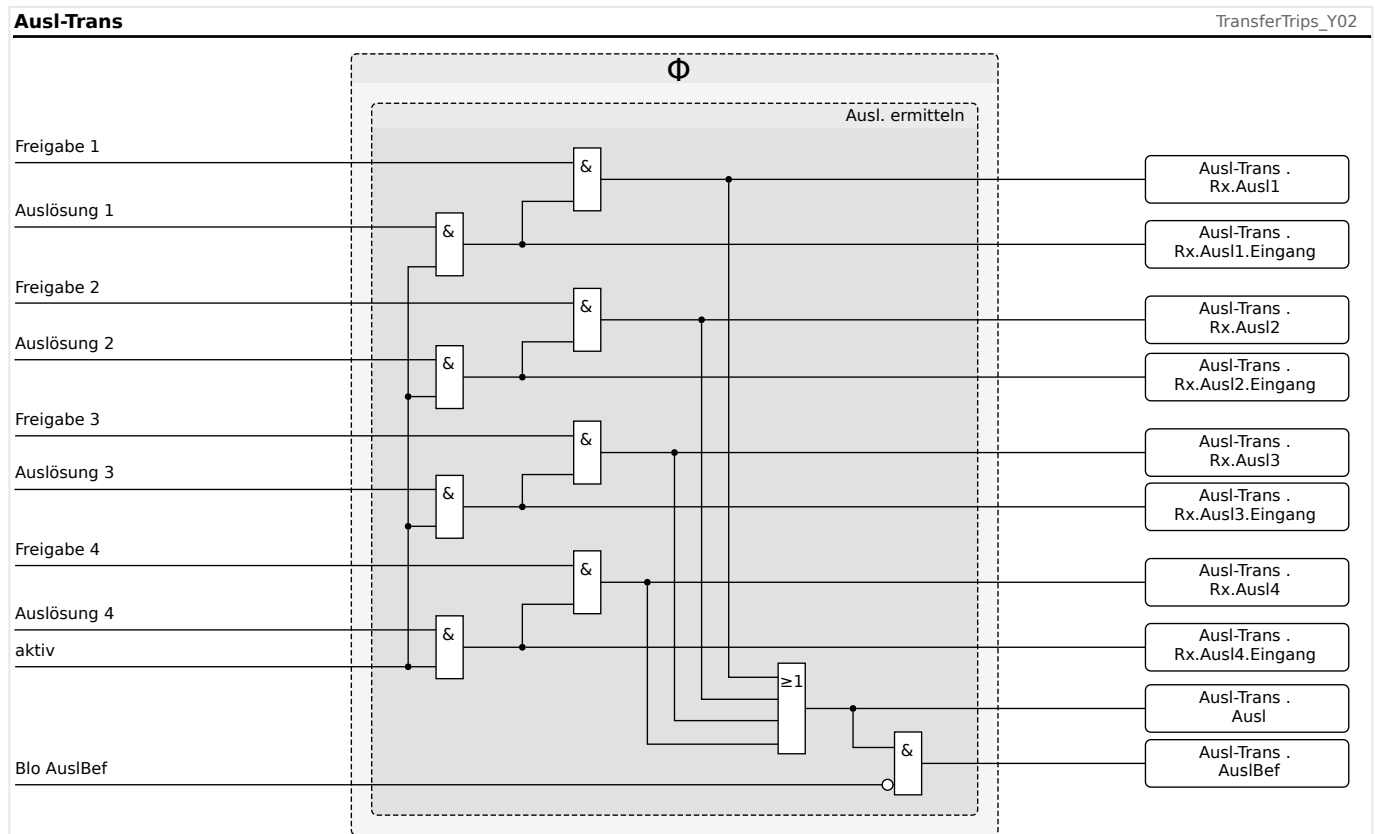 Ausl-Trans
TransferTrips_Y02
Φ
Ausl. ermitteln
Freigabe 1
&
Ausl-Trans .
Rx.Ausl1
Auslösung 1
&
Ausl-Trans .
Rx.Ausl1.Eingang
Freigabe 2
&
Ausl-Trans .
Rx.Ausl2
Auslösung 2
&
Ausl-Trans .
Rx.Ausl2.Eingang
Freigabe 3
&
Ausl-Trans .
Rx.Ausl3
Auslösung 3
&
Ausl-Trans .
Rx.Ausl3.Eingang
Freigabe 4
&
Ausl-Trans .
Rx.Ausl4
Auslösung 4
&
Ausl-Trans .
Rx.Ausl4.Eingang
aktiv
≥1
Ausl-Trans .
Ausl
&
Ausl-Trans .
AuslBef
Blo AuslBef